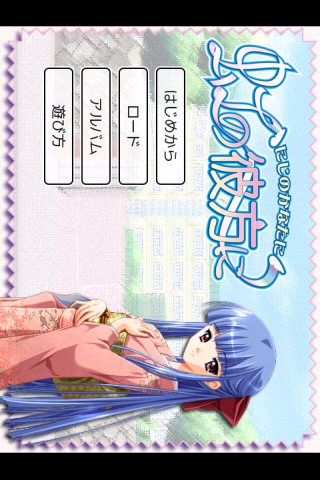 にじのかなたに
虹の彼方に
はじめから
ロード
アルバム
遊び方